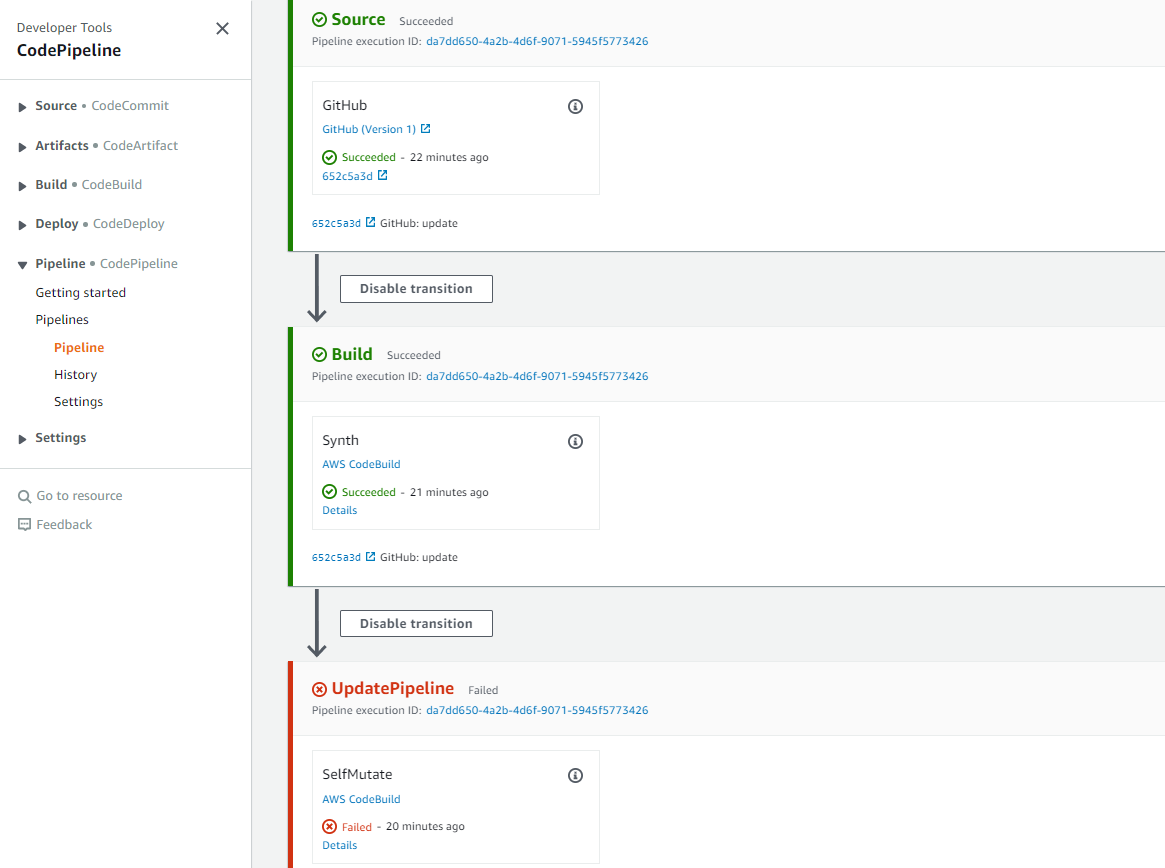 Developer Tools
CodePipeline
Source • CodeCommit
Artifacts • CodeArtifact
Build • CodeBuild
Deploy • CodeDeploy
Pipeline • CodePipeline
Getting started
Pipelines
Pipeline
History
Settings
Settings
Go to resource
Feedback
Source Succeeded
Pipeline execution ID: da7dd650-4a2b-4d6f-9071-5945f5773426
GitHub
GitHub (Version 1)
Succeeded - 22 minutes ago
652c5a3d
652c5a3d GitHub: update
Disable transition
Build Succeeded
Pipeline execution ID: da7dd650-4a2b-4d6f-9071-5945f5773426
Synth
AWS CodeBuild
Succeeded - 21 minutes ago
Details
652c5a3d GitHub: update
Disable transition
UpdatePipeline Failed
Pipeline execution ID: da7dd650-4a2b-4d6f-9071-5945f5773426
SelfMutate
AWS CodeBuild
Failed - 20 minutes ago
Details